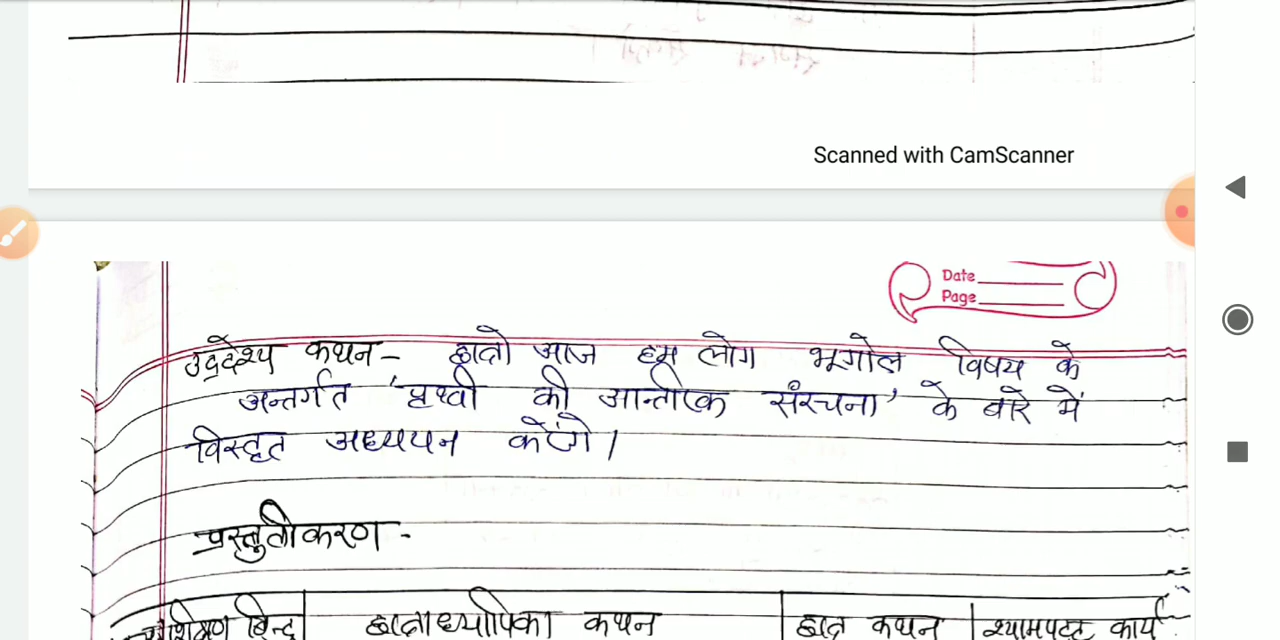 Scanned with CamScanner
Date
Page
उद्देश्य कथन - छात्रो आज हम लोग भूगोल विषय के
अन्तर्गत 'पृथ्वी की आन्तरिक संरचना' के बारे में
विस्तृत अध्ययन करेंगे।
प्रस्तुतीकरण -
बिन्दु छात्राध्यापिका कथन छात्र कथन श्यामपट्ट कार्य